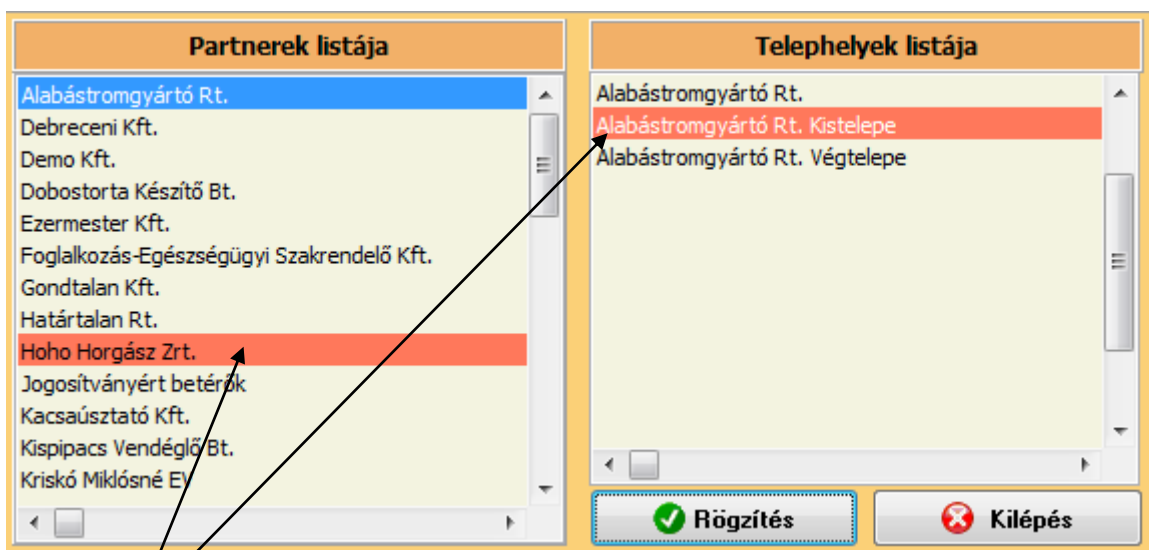 Partnerek listája
Alabástromgyártó Rt.
Debreceni Kft.
Demo Kft.
Dobostorta Készítő Bt.
Ezermester Kft.
Foglalkozás-Egészségügyi Szakrendelő Kft.
Gondtalan Kft.
Határtalan Rt.
Hoho Horgász Zrt.
Jogosítványért betérők
Kacsaúsztató Kft.
Kispipacs Vendéglő Bt.
Kriskó Miklósné EV
Telephelyek listája
Alabástromgyártó Rt.
Alabástromgyártó Rt. Kistelepe
Alabástromgyártó Rt. Végtelepe
Rögzítés
Kilépés